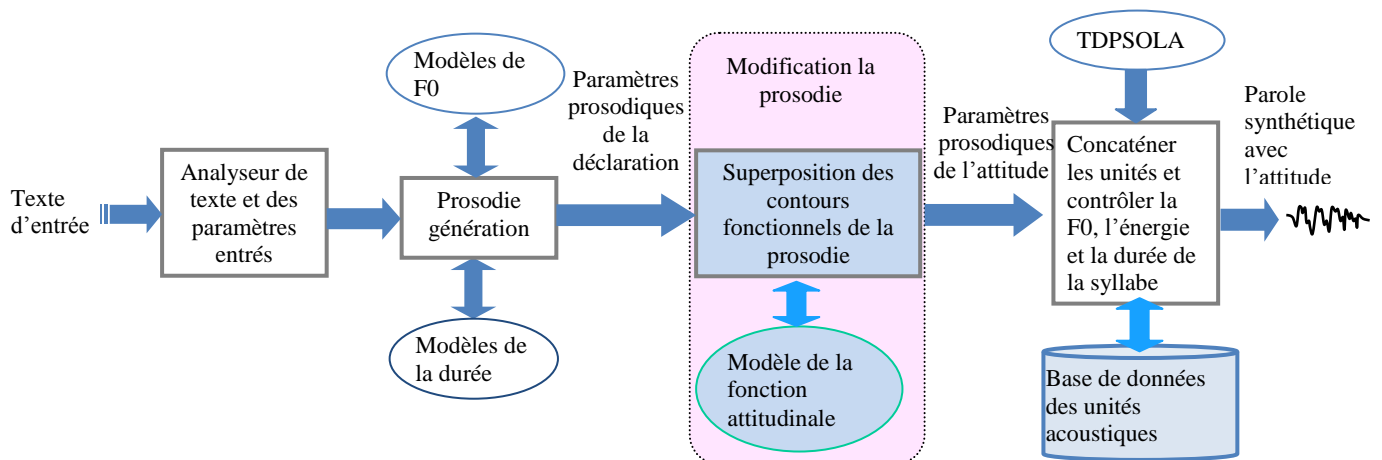 Texte
d’entrée
Analyseur de
texte et des
paramètres
entrés
Modèles de
F0
Prosodie
génération
Modèles de
la durée
Paramètres
prosodiques
de la
déclaration
Modification la
prosodie
Superposition des
contours
fonctionnels de la
prosodie
Modèle de la
fonction
attitudinale
Paramètres
prosodiques
de l’attitude
TDPSOLA
Concaténer
les unités et
contrôler la
F0, l’énergie
et la durée de
la syllabe
Base de données
des unités
acoustiques
Parole
synthétique
avec
l’attitude